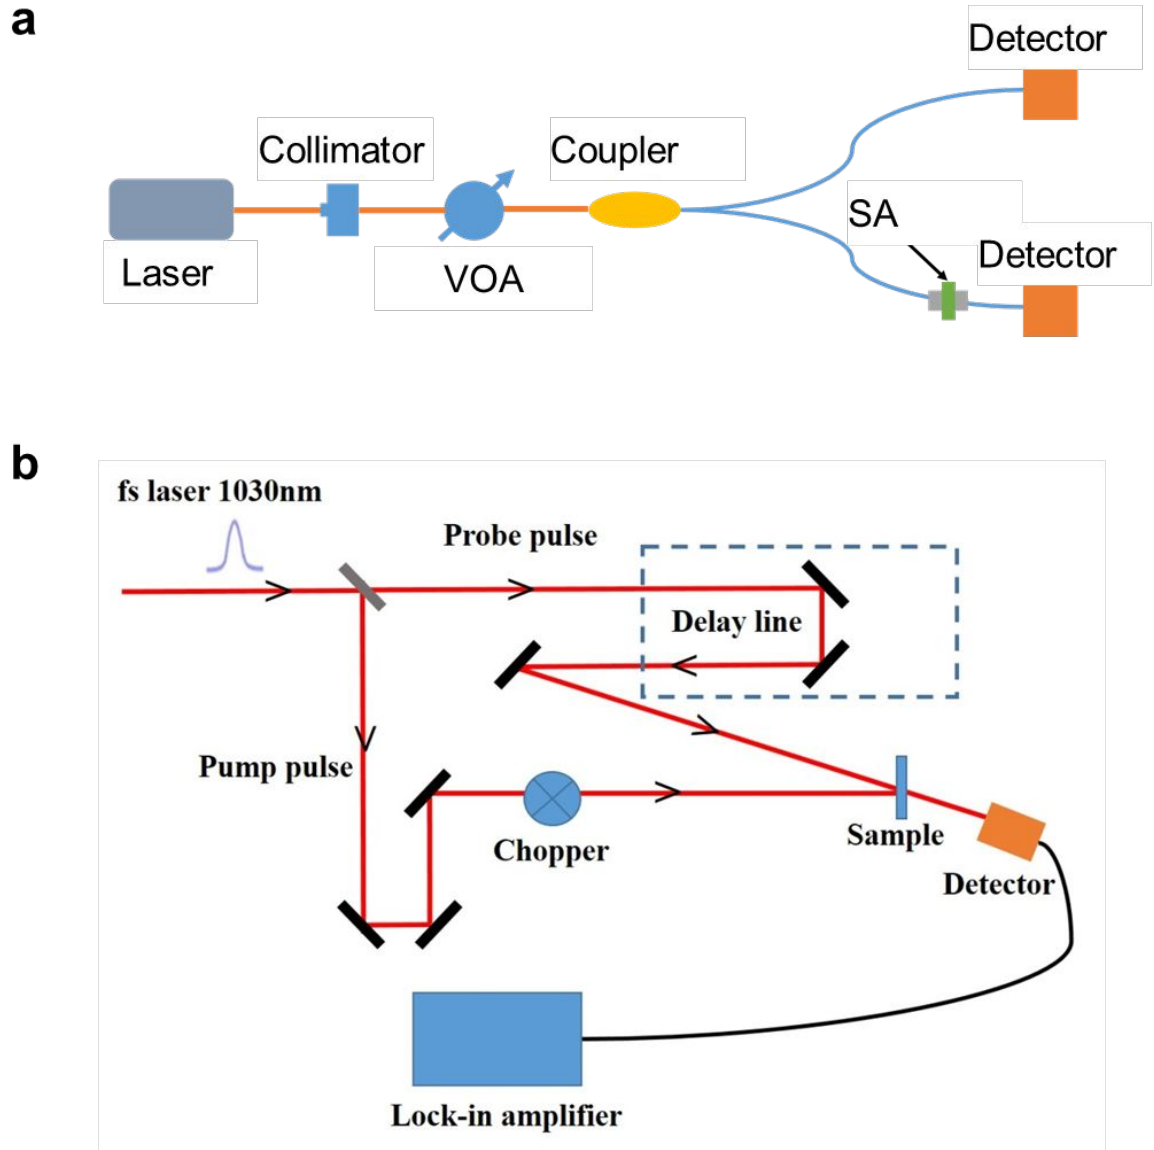 a
Detector
Collimator
Coupler
SA
Detector
Laser
VOA
b
fs laser 1030nm
Probe pulse
Delay line
Pump pulse
Chopper
Sample
Detector
Lock-in amplifier